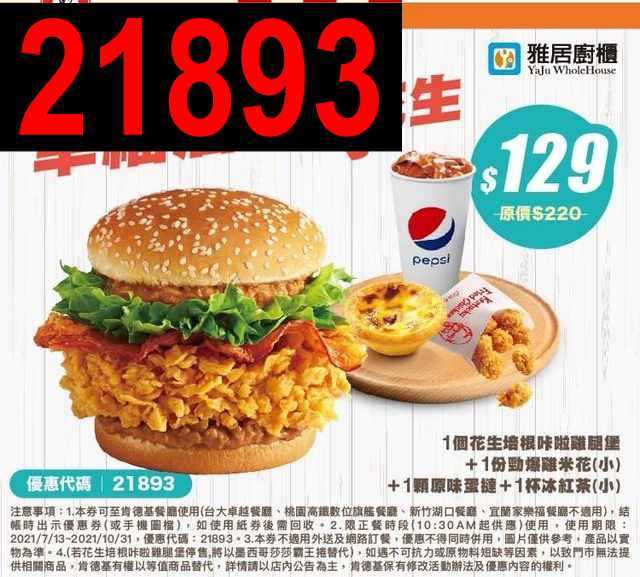 21893
雅居廚櫃
YaJu WholeHouse
生
$129
原價$220
pepsi
Kentucky
Fried Chicken
1個花生培根咔啦雞腿堡
+1份勁爆雞米花(小)
+1顆原味蛋撻+1杯冰紅茶(小)
優惠代碼 | 21893
注意事項:1.本券可至肯德基餐廳使用(台大卓越餐廳、桃園高鐵數位旗艦餐廳、新竹湖口餐廳、宜蘭家樂福餐廳不適用),結
帳時出示優惠券(或手機圖檔),如使用紙券後需回收。2.限正餐時段(10:30AM起供應)使用,使用期限:
2021/7/13~2021/10/31,優惠代碼:21893。3.本券不適用外送及網路訂餐,優惠不得同時併用,圖片僅供參考,產品以實
物為準。4.(若花生培根咔啦雞腿堡停售,將以墨西哥莎莎霸王捲替代),如遇不可抗力或原物料短缺等因素,以致門市無法提
供相關商品,肯德基有權以等值商品替代,詳情請以店內公告為主,肯德基保有修改活動辦法及優惠內容的權利。